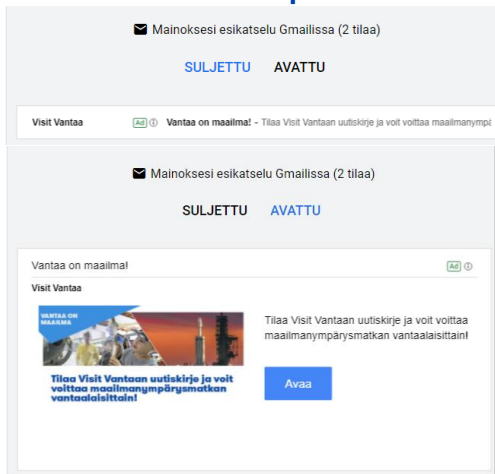 Mainoksesi esikatselu Gmailissa (2 tilaa)
SULJETTU AVATTU
Visit Vantaa Ad Vantaa on maailma! - Tilaa Visit Vantaan uutiskirje ja voit voittaa maailmanympä
Mainoksesi esikatselu Gmailissa (2 tilaa)
SULJETTU AVATTU
Vantaa on maailma! Ad
Visit Vantaa
VANTAA ON
MAAILMA
Tilaa Visit Vantaan uutiskirje ja voit
voittaa maailmanympärysmatkan
vantaalaisittain!
Tilaa Visit Vantaan uutiskirje ja voit voittaa
maailmanympärysmatkan vantaalaisittain!
Avaa